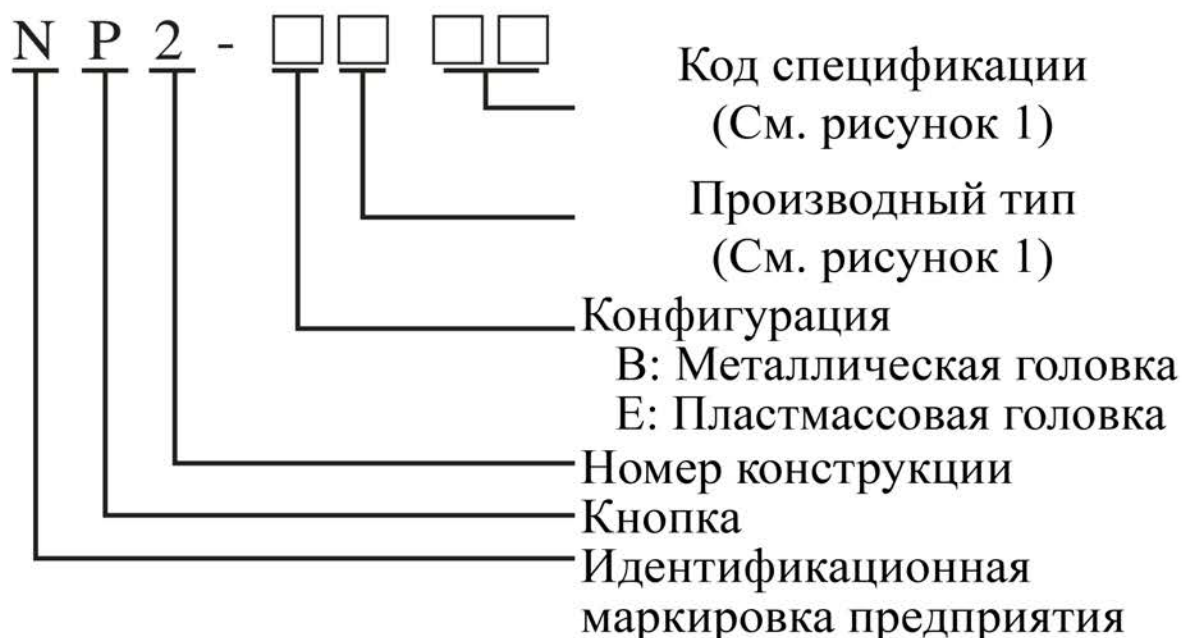 N P 2 - □□ □□
Код спецификации
(См. рисунок 1)
Производный тип
(См. рисунок 1)
Конфигурация
B: Металлическая головка
E: Пластмассовая головка
Номер конструкции
Кнопка
Идентификационная
маркировка предприятия